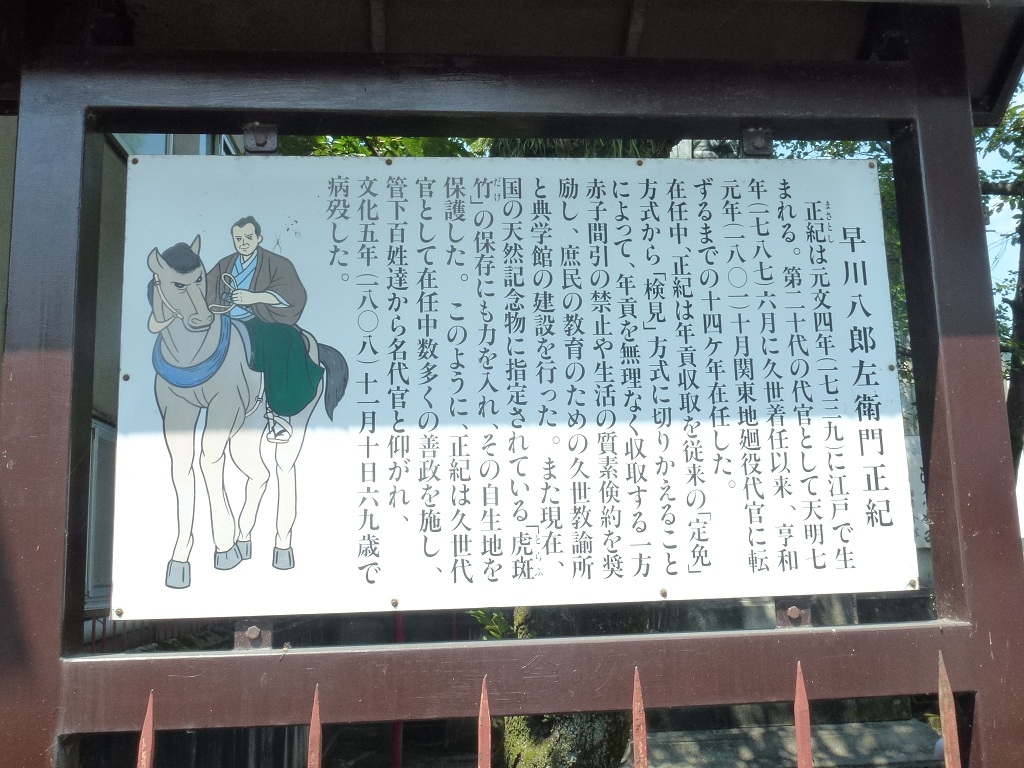 早川八郎左衛門正紀
まさとし
正紀は元文四年(一七三九)に江戸で生
まれる。第二十代の代官として天明七
年(一七八七)六月に久世着任以来、亨和
元年(一八〇一)十月関東地廻役代官に転
ずるまでの十四ケ年在任した。
在任中、正紀は年貢収取を従来の「定免」
方式から「検見」方式に切りかえること
によって、年貢を無理なく収取する一方
赤子間引の禁止や生活の質素倹約を奨
励し、庶民の教育のための久世教諭所
と典学館の建設を行った。また現在、
国の天然記念物に指定されている「虎斑
とらふ
竹」の保存にも力を入れ、その自生地を
だけ
保護した。このように、正紀は久世代
官として在任中数多くの善政を施し、
管下百姓達から名代官と仰がれ、
文化五年(一八〇八)十一月十日六九歳で
病歿した。